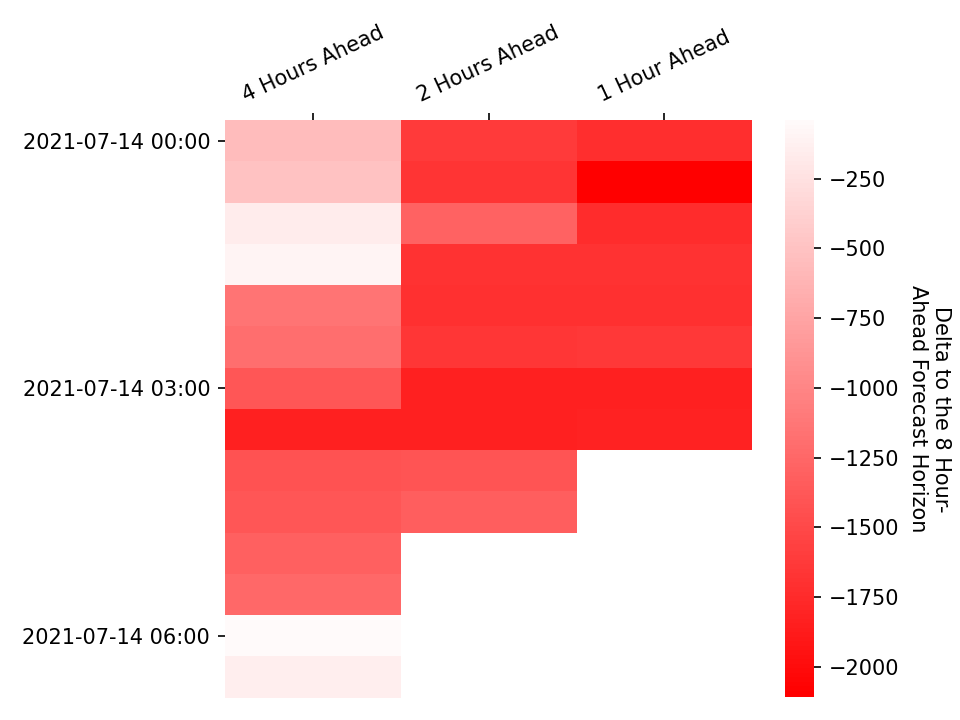 4 Hours Ahead
2 Hours Ahead
1 Hour Ahead
2021-07-14 00:00
2021-07-14 03:00
2021-07-14 06:00
−250
−500
−750
−1000
−1250
−1500
−1750
−2000
Delta to the 8 Hour-
Ahead Forecast Horizon